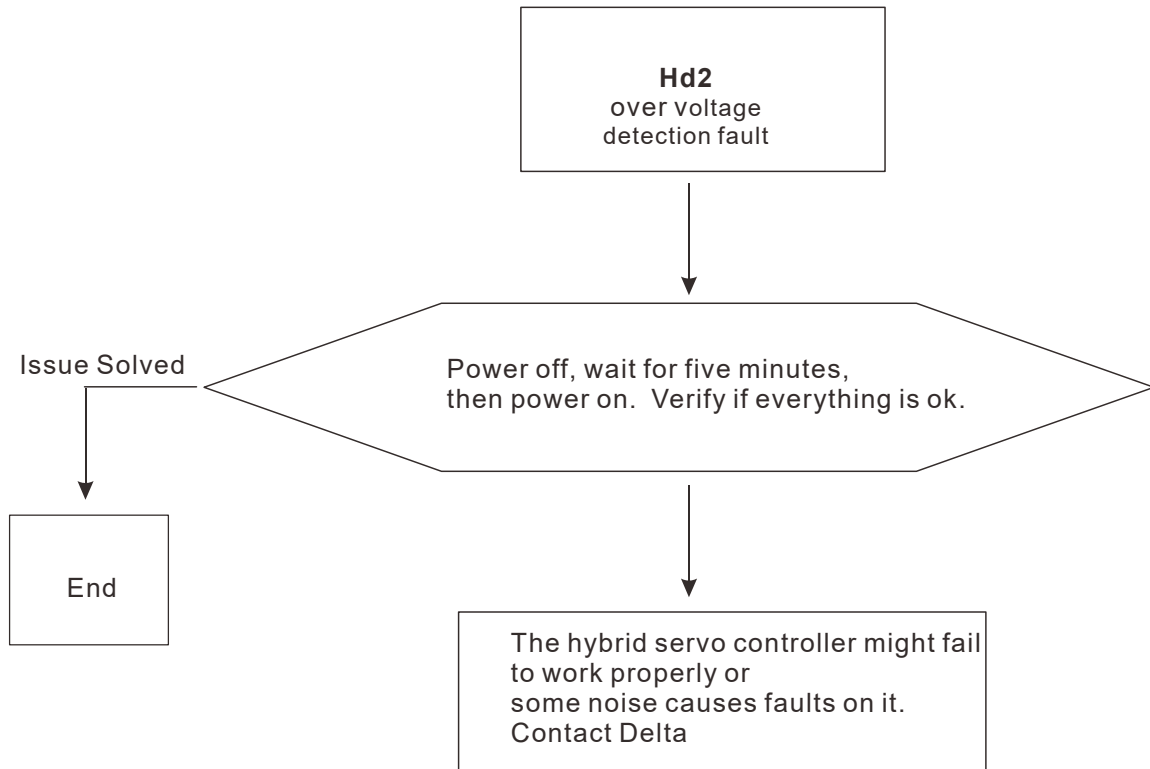 Hd2
over voltage
detection fault
Issue Solved
Power off, wait for five minutes,
then power on. Verify if everything is ok.
End
The hybrid servo controller might fail
to work properly or
some noise causes faults on it.
Contact Delta